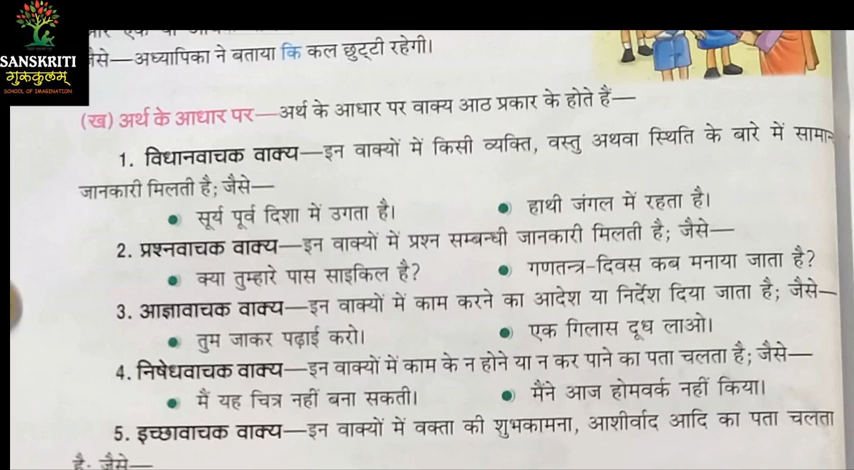 SANSKRITI
गुरुकुलम्
SCHOOL OF IMAGINATION
जैसे—अध्यापिका ने बताया कि कल छुट्टी रहेगी।
(ख) अर्थ के आधार पर—अर्थ के आधार पर वाक्य आठ प्रकार के होते हैं—
1. विधानवाचक वाक्य—इन वाक्यों में किसी व्यक्ति, वस्तु अथवा स्थिति के बारे में सामान
जानकारी मिलती है; जैसे—
● सूर्य पूर्व दिशा में उगता है। ● हाथी जंगल में रहता है।
2. प्रश्नवाचक वाक्य—इन वाक्यों में प्रश्न सम्बन्धी जानकारी मिलती है; जैसे—
● क्या तुम्हारे पास साइकिल है? ● गणतन्त्र-दिवस कब मनाया जाता है?
3. आज्ञावाचक वाक्य—इन वाक्यों में काम करने का आदेश या निर्देश दिया जाता है; जैसे—
● तुम जाकर पढ़ाई करो। ● एक गिलास दूध लाओ।
4. निषेधवाचक वाक्य—इन वाक्यों में काम के न होने या न कर पाने का पता चलता है; जैसे—
● मैं यह चित्र नहीं बना सकती। ● मैंने आज होमवर्क नहीं किया।
5. इच्छावाचक वाक्य—इन वाक्यों में वक्ता की शुभकामना, आशीर्वाद आदि का पता चलता
है; जैसे—